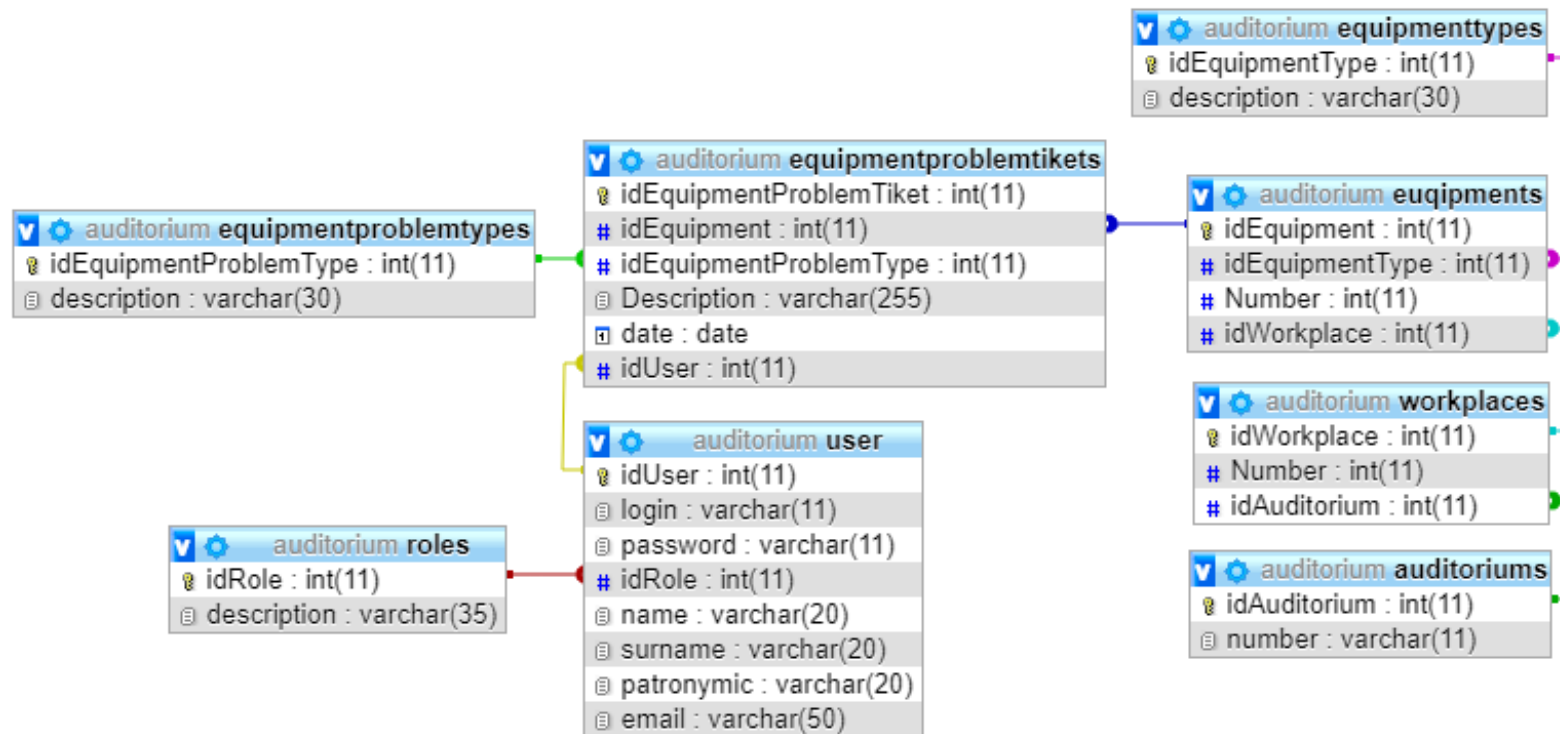 auditorium equipmenttypes
idEquipmentType : int(11)
description : varchar(30)
auditorium equipmentproblemtikets
idEquipmentProblemTiket : int(11)
idEquipment : int(11)
idEquipmentProblemType : int(11)
Description : varchar(255)
date : date
idUser : int(11)
auditorium euqipments
idEquipment : int(11)
idEquipmentType : int(11)
Number : int(11)
idWorkplace : int(11)
auditorium equipmentproblemtypes
idEquipmentProblemType : int(11)
description : varchar(30)
auditorium workplaces
idWorkplace : int(11)
Number : int(11)
idAuditorium : int(11)
auditorium user
idUser : int(11)
login : varchar(11)
password : varchar(11)
idRole : int(11)
name : varchar(20)
surname : varchar(20)
patronymic : varchar(20)
email : varchar(50)
auditorium roles
idRole : int(11)
description : varchar(35)
auditorium auditoriums
idAuditorium : int(11)
number : varchar(11)